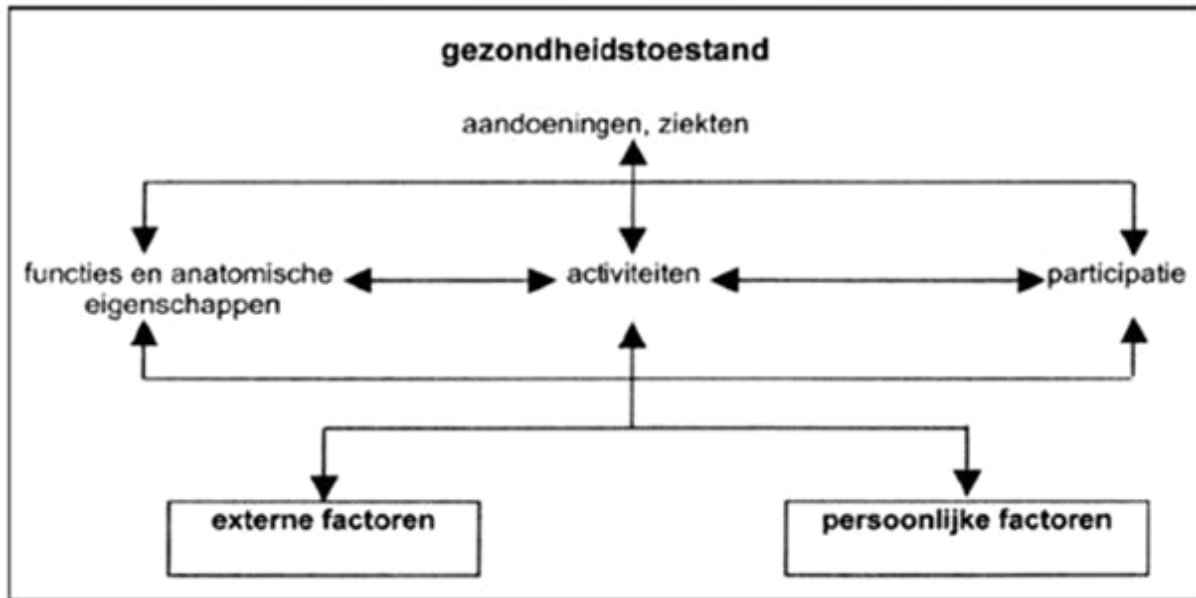 gezondheidstoestand
aandoeningen, ziekten
functies en anatomische
eigenschappen
activiteiten
participatie
externe factoren
persoonlijke factoren